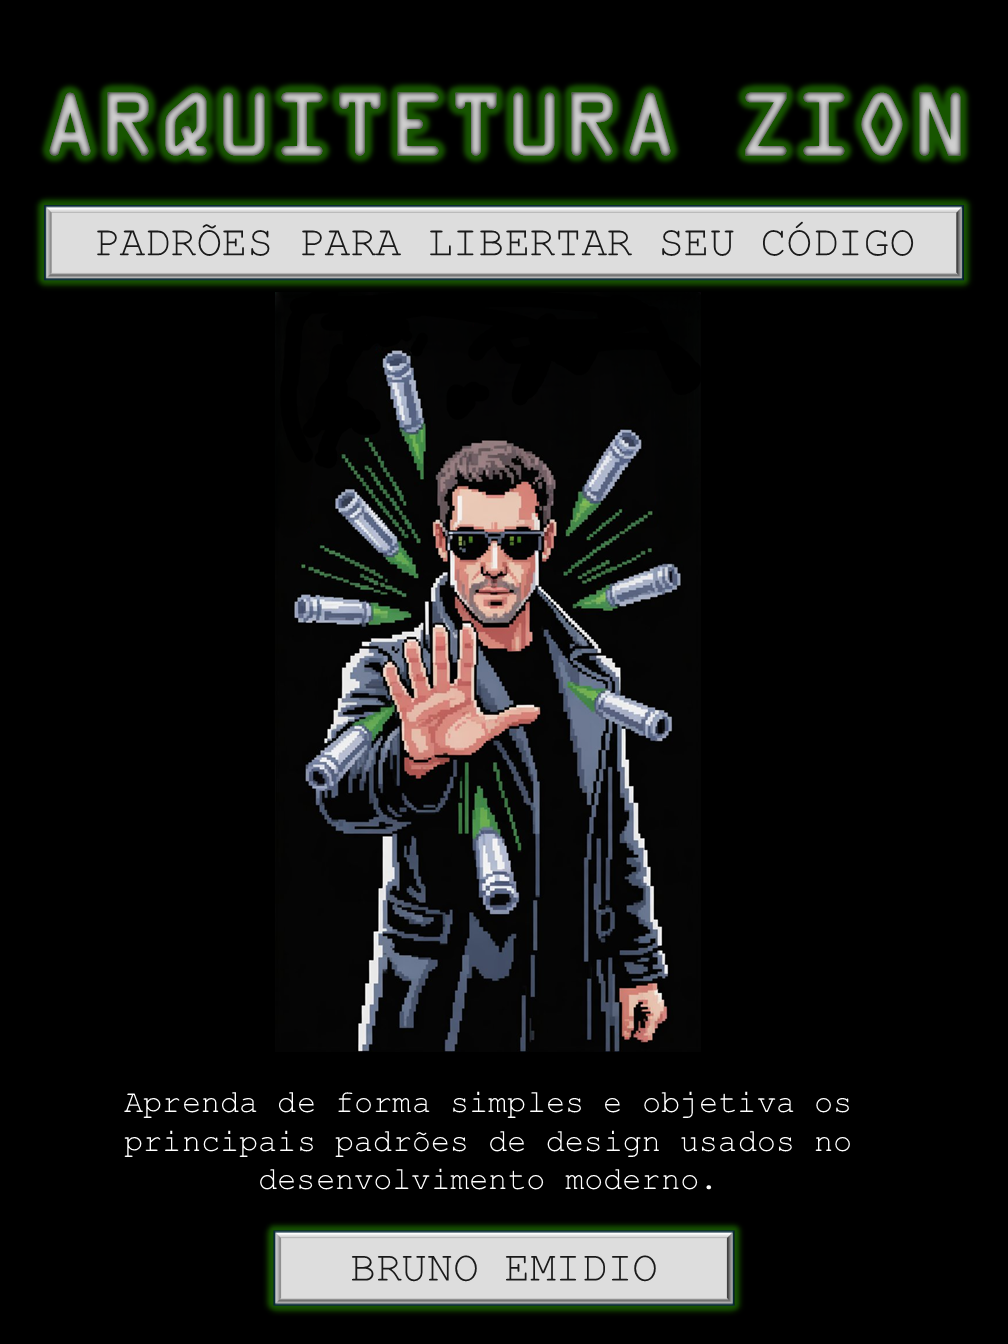 ARQUITETURA ZION
PADRÕES PARA LIBERTAR SEU CÓDIGO
Aprenda de forma simples e objetiva os
principais padrões de design usados no
desenvolvimento moderno.
BRUNO EMIDIO